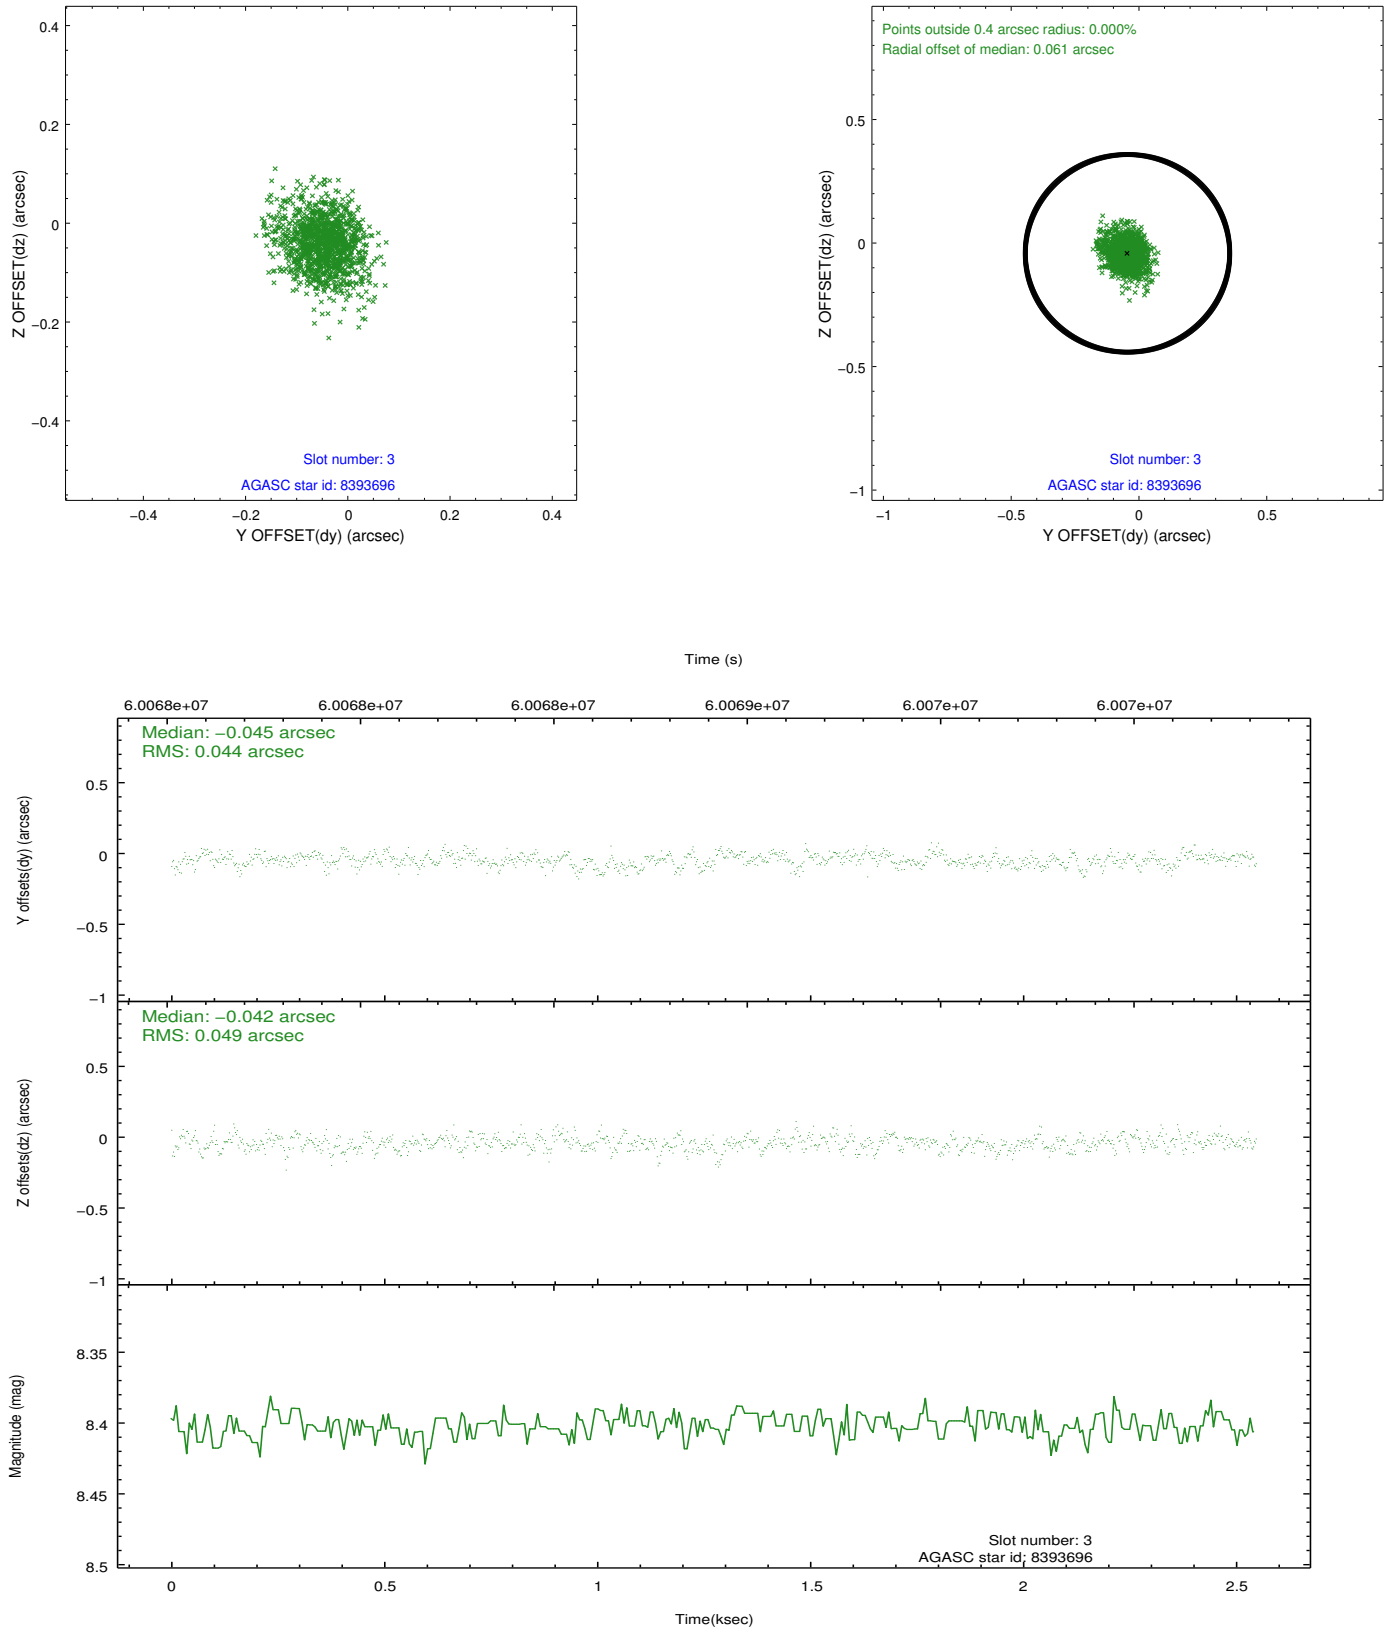 0.4
0.2
0
−0.2
−0.4
Z OFFSET(dz) (arcsec)
Slot number: 3
AGASC star id: 8393696
−0.4
−0.2
0
0.2
0.4
Y OFFSET(dy) (arcsec)
Points outside 0.4 arcsec radius: 0.000%
Radial offset of median: 0.061 arcsec
0.5
0
−0.5
−1
Z OFFSET(dz) (arcsec)
Slot number: 3
AGASC star id: 8393696
−1
−0.5
0
0.5
Y OFFSET(dy) (arcsec)
Time (s)
6.0068e+07
6.0068e+07
6.0068e+07
6.0069e+07
6.007e+07
6.007e+07
Median: −0.045 arcsec
RMS: 0.044 arcsec
0.5
0
−0.5
−1
Y offsets(dy) (arcsec)
Median: −0.042 arcsec
RMS: 0.049 arcsec
0.5
0
−0.5
−1
Z offsets(dz) (arcsec)
8.35
8.4
8.45
8.5
Magnitude (mag)
Slot number: 3
AGASC star id: 8393696
0
0.5
1
1.5
2
2.5
Time(ksec)